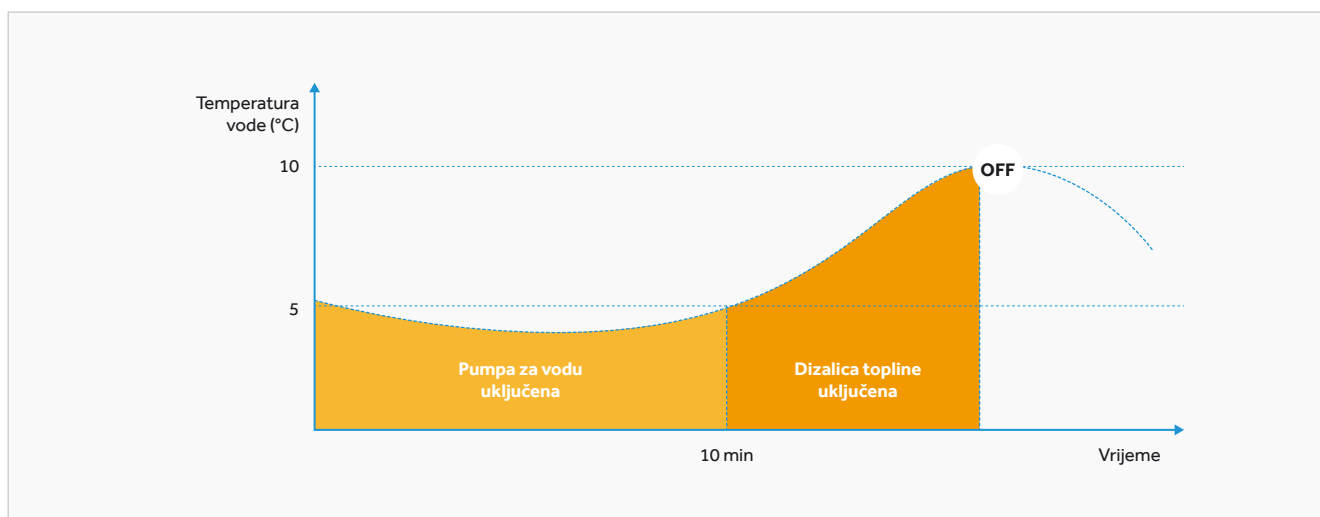 Temperatura
vode (°C)
10
OFF
5
Pumpa za vodu
uključena
Dizalica topline
uključena
10 min
Vrijeme